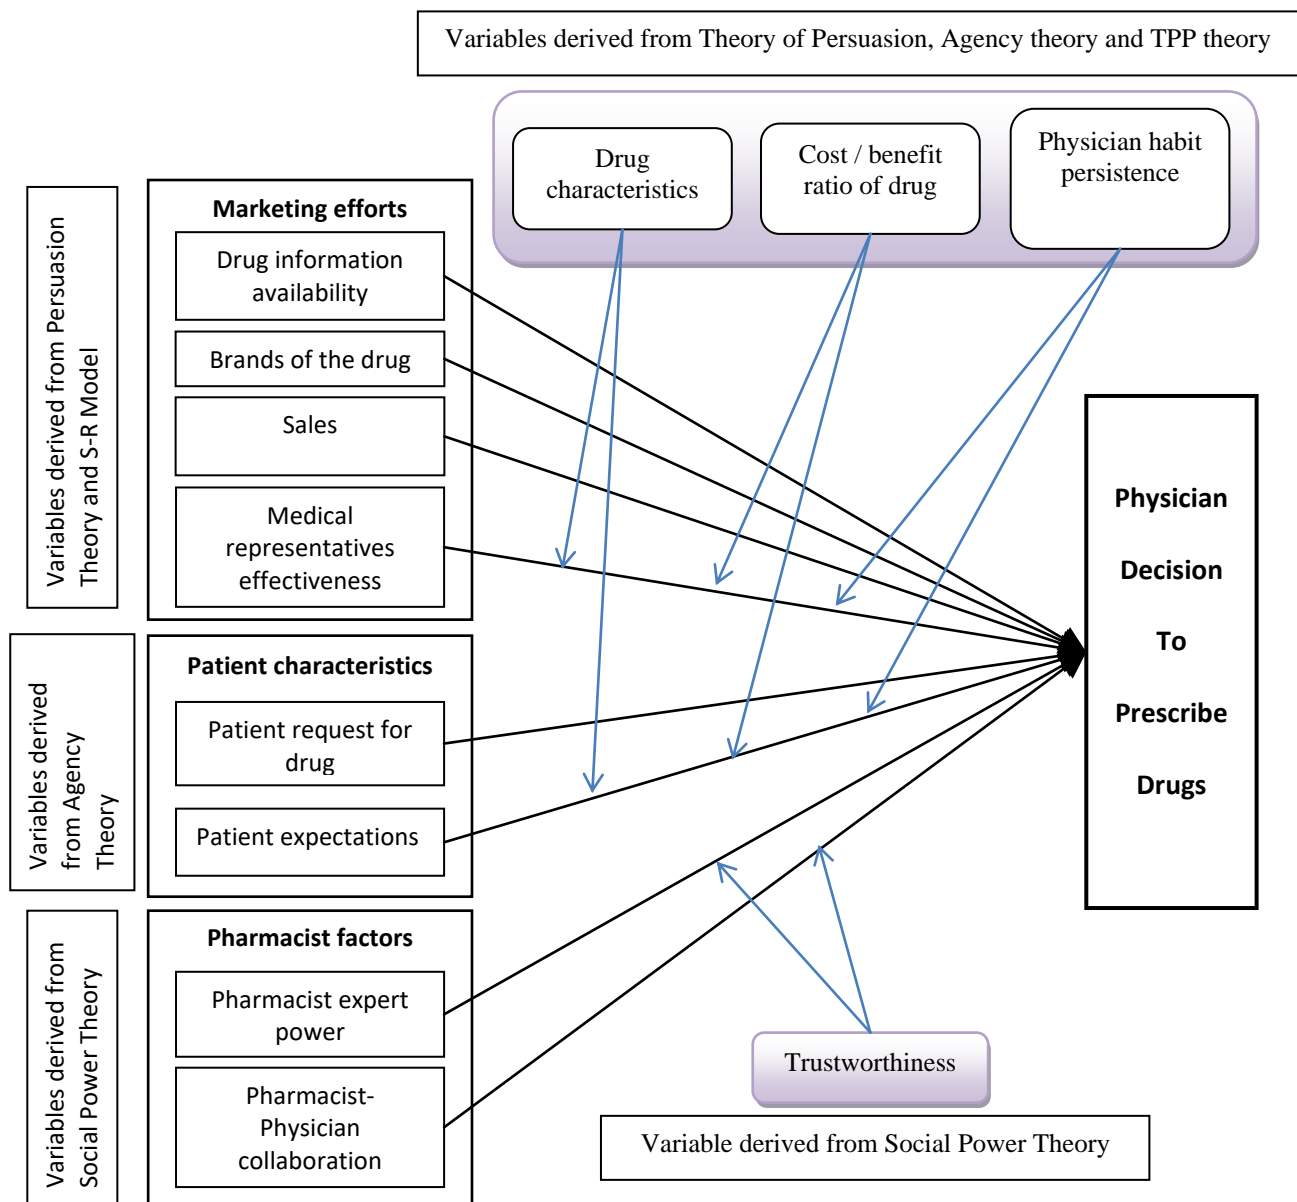 Variables derived from Theory of Persuasion, Agency theory and TPP theory
Drug
characteristics
Cost / benefit
ratio of drug
Physician habit
persistence
Variables derived from Persuasion
Theory and S-R Model
Marketing efforts
Drug information
availability
Brands of the drug
Sales
Medical
representatives
effectiveness
Variables derived
from Agency
Theory
Patient characteristics
Patient request for
drug
Patient expectations
Variables derived from
Social Power Theory
Pharmacist factors
Pharmacist expert
power
Pharmacist-
Physician
collaboration
Physician
Decision
To
Prescribe
Drugs
Trustworthiness
Variable derived from Social Power Theory